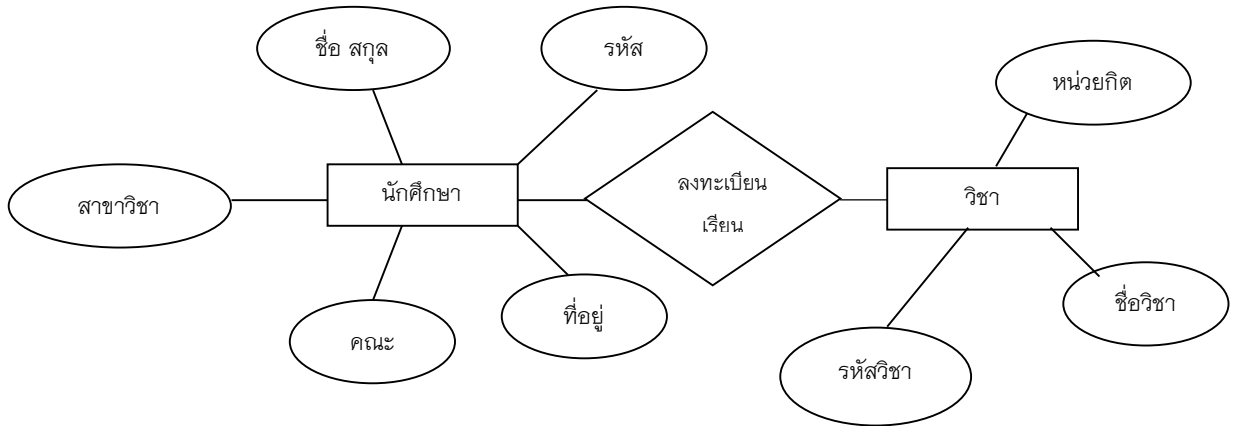 ชื่อ สกุล
รหัส
หน่วยกิต
สาขาวิชา
นักศึกษา
ลงทะเบียน
เรียน
วิชา
คณะ
ที่อยู่
รหัสวิชา
ชื่อวิชา